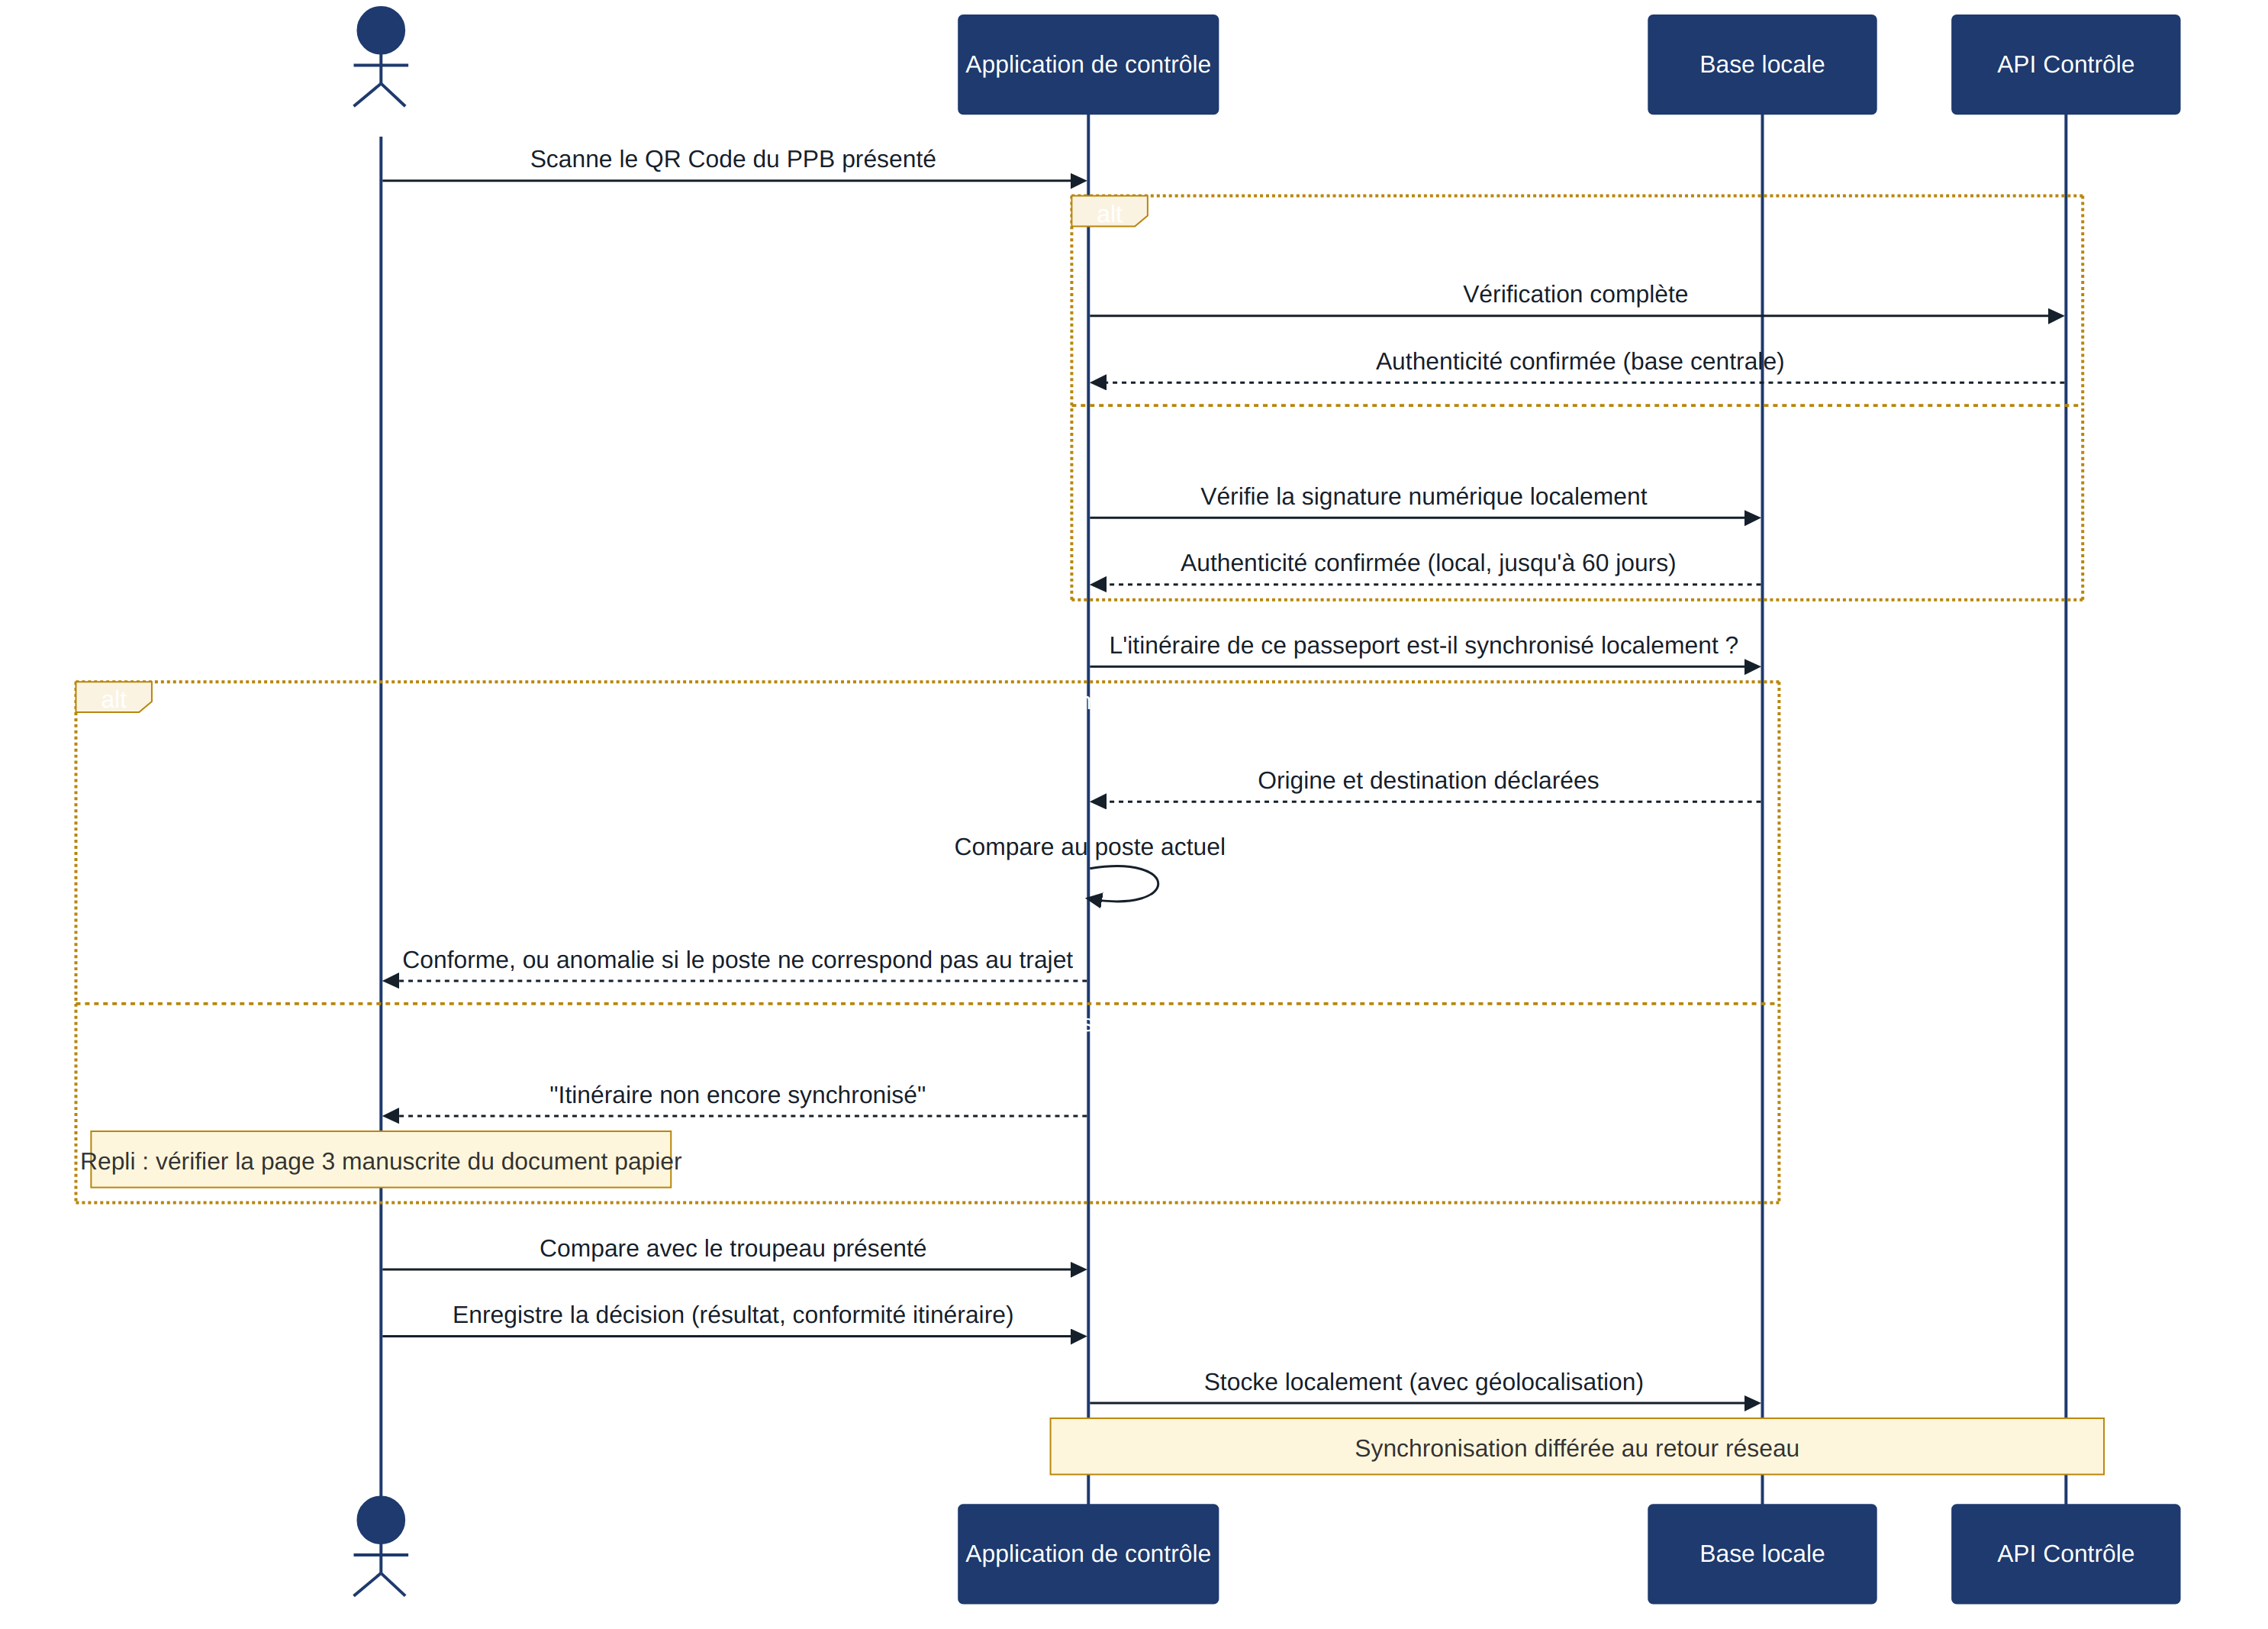 Application de contrôle
Base locale
API Contrôle
Scanne le QR Code du PPB présenté
alt
Vérification complète
Authenticité confirmée (base centrale)
Vérifie la signature numérique localement
Authenticité confirmée (local, jusqu'à 60 jours)
L'itinéraire de ce passeport est-il synchronisé localement ?
alt
Origine et destination déclarées
Compare au poste actuel
Conforme, ou anomalie si le poste ne correspond pas au trajet
"Itinéraire non encore synchronisé"
Repli : vérifier la page 3 manuscrite du document papier
Compare avec le troupeau présenté
Enregistre la décision (résultat, conformité itinéraire)
Stocke localement (avec géolocalisation)
Synchronisation différée au retour réseau
Application de contrôle
Base locale
API Contrôle